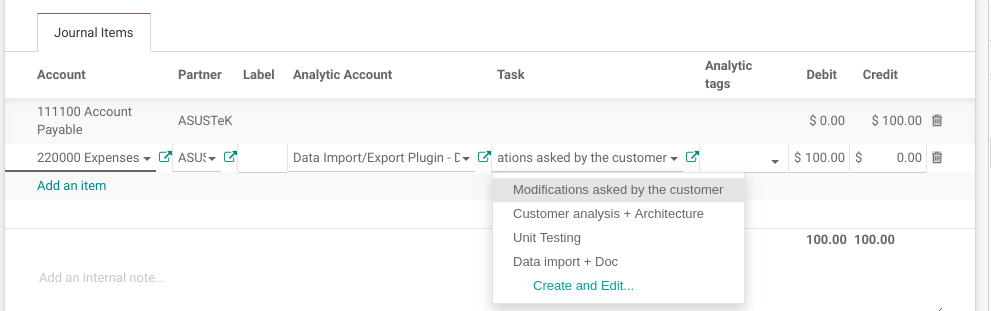 Journal Items
Account Partner Label Analytic Account Task Analytic tags Debit Credit
111100 Account Payable ASUSTeK $ 0.00 $ 100.00
220000 Expenses ASUS Data Import/Export Plugin - D ations asked by the customer $ 100.00 $ 0.00
Add an item
Modifications asked by the customer
Customer analysis + Architecture
Unit Testing
Data import + Doc
Create and Edit...
100.00 100.00
Add an internal note...